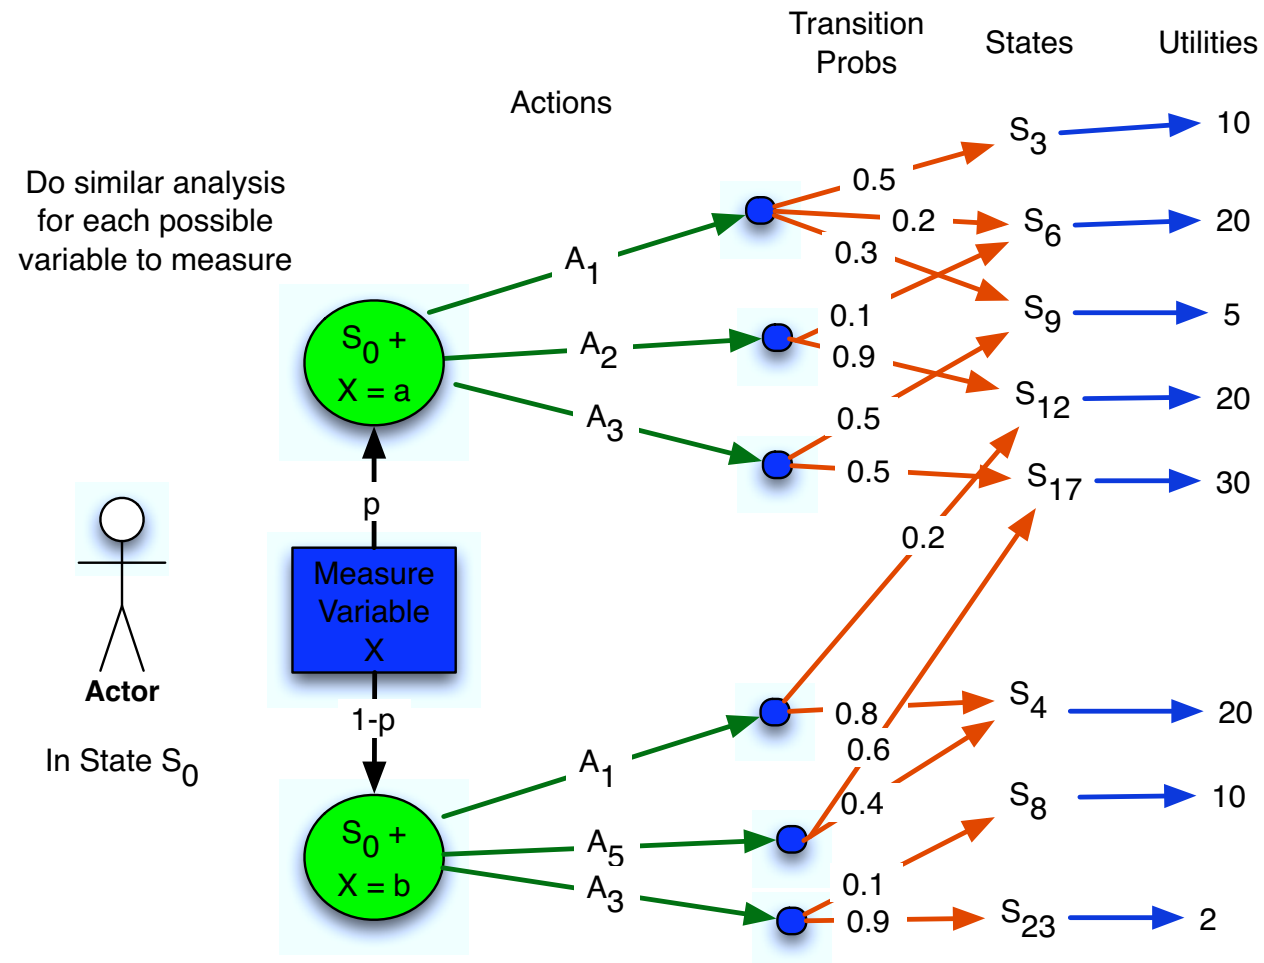 Transition
Probs
States
Utilities
Actions
Do similar analysis
for each possible
variable to measure
S3
10
0.5
S6
20
0.2
0.3
A1
S9
5
0.1
S0 +
X = a
A2
0.9
S12
20
A3
0.5
0.5
S17
30
p
0.2
Measure
Variable
X
Actor
In State S0
1-p
0.8
S4
20
0.6
A1
0.4
S8
10
S0 +
X = b
A5
A3
0.1
0.9
S23
2